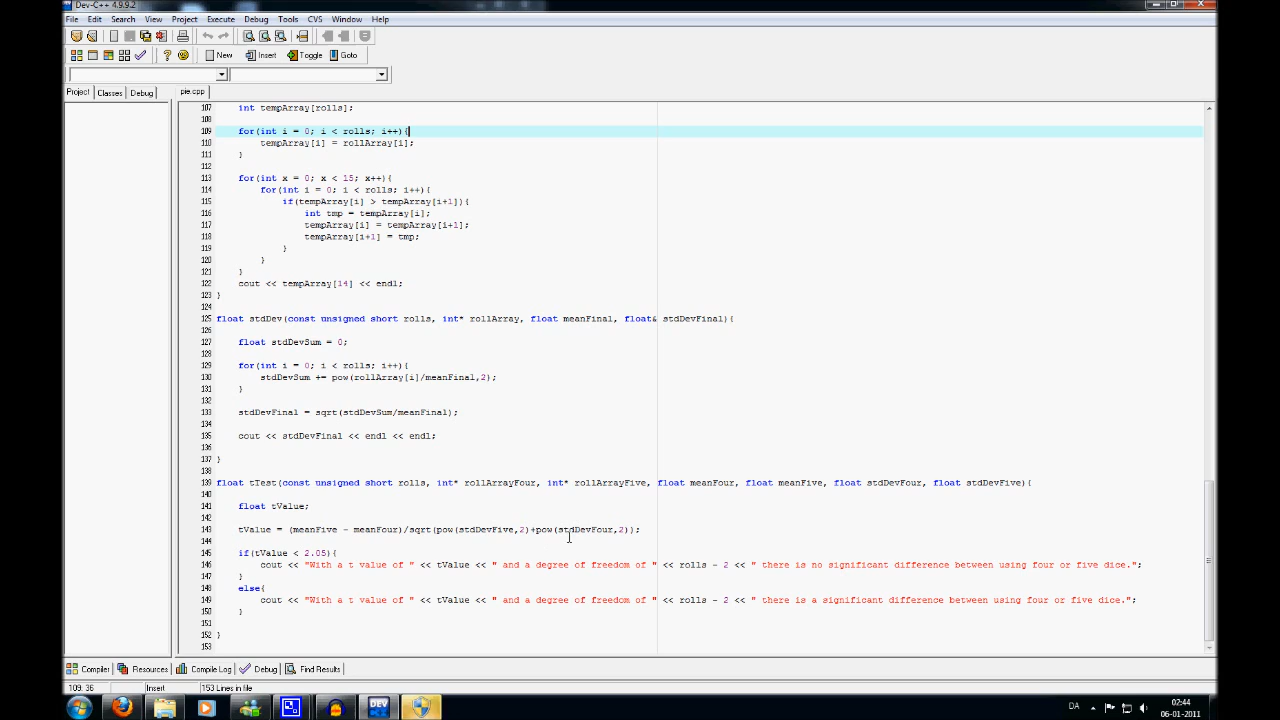 Dev-C++ 4.9.9.2
File Edit Search View Project Execute Debug Tools CVS Window Help
New Insert Toggle Goto
Project Classes Debug pie.cpp
107 int tempArray[rolls];
108
109 for(int i = 0; i < rolls; i++){
110 tempArray[i] = rollArray[i];
111 }
112
113 for(int x = 0; x < 15; x++){
114 for(int i = 0; i < rolls; i++){
115 if(tempArray[i] > tempArray[i+1]){
116 int tmp = tempArray[i];
117 tempArray[i] = tempArray[i+1];
118 tempArray[i+1] = tmp;
119 }
120 }
121 }
122 cout << tempArray[14] << endl;
123 }
124
125 float stdDev(const unsigned short rolls, int* rollArray, float meanFinal, float& stdDevFinal){
126
127 float stdDevSum = 0;
128
129 for(int i = 0; i < rolls; i++){
130 stdDevSum += pow(rollArray[i]/meanFinal,2);
131 }
132
133 stdDevFinal = sqrt(stdDevSum/meanFinal);
134
135 cout << stdDevFinal << endl << endl;
136
137 }
138
139 float tTest(const unsigned short rolls, int* rollArrayFour, int* rollArrayFive, float meanFour, float meanFive, float stdDevFour, float stdDevFive){
140
141 float tValue;
142
143 tValue = (meanFive - meanFour)/sqrt(pow(stdDevFive,2)+pow(stdDevFour,2));
144
145 if(tValue < 2.05){
146 cout << "With a t value of " << tValue << " and a degree of freedom of " << rolls - 2 << " there is no significant difference between using four or five dice.";
147 }
148 else{
149 cout << "With a t value of " << tValue << " and a degree of freedom of " << rolls - 2 << " there is a significant difference between using four or five dice.";
150 }
151
152 }
153
Compiler Resources Compile Log Debug Find Results
109: 36 Insert 153 Lines in file
DEV DA 02:44
06-01-2011